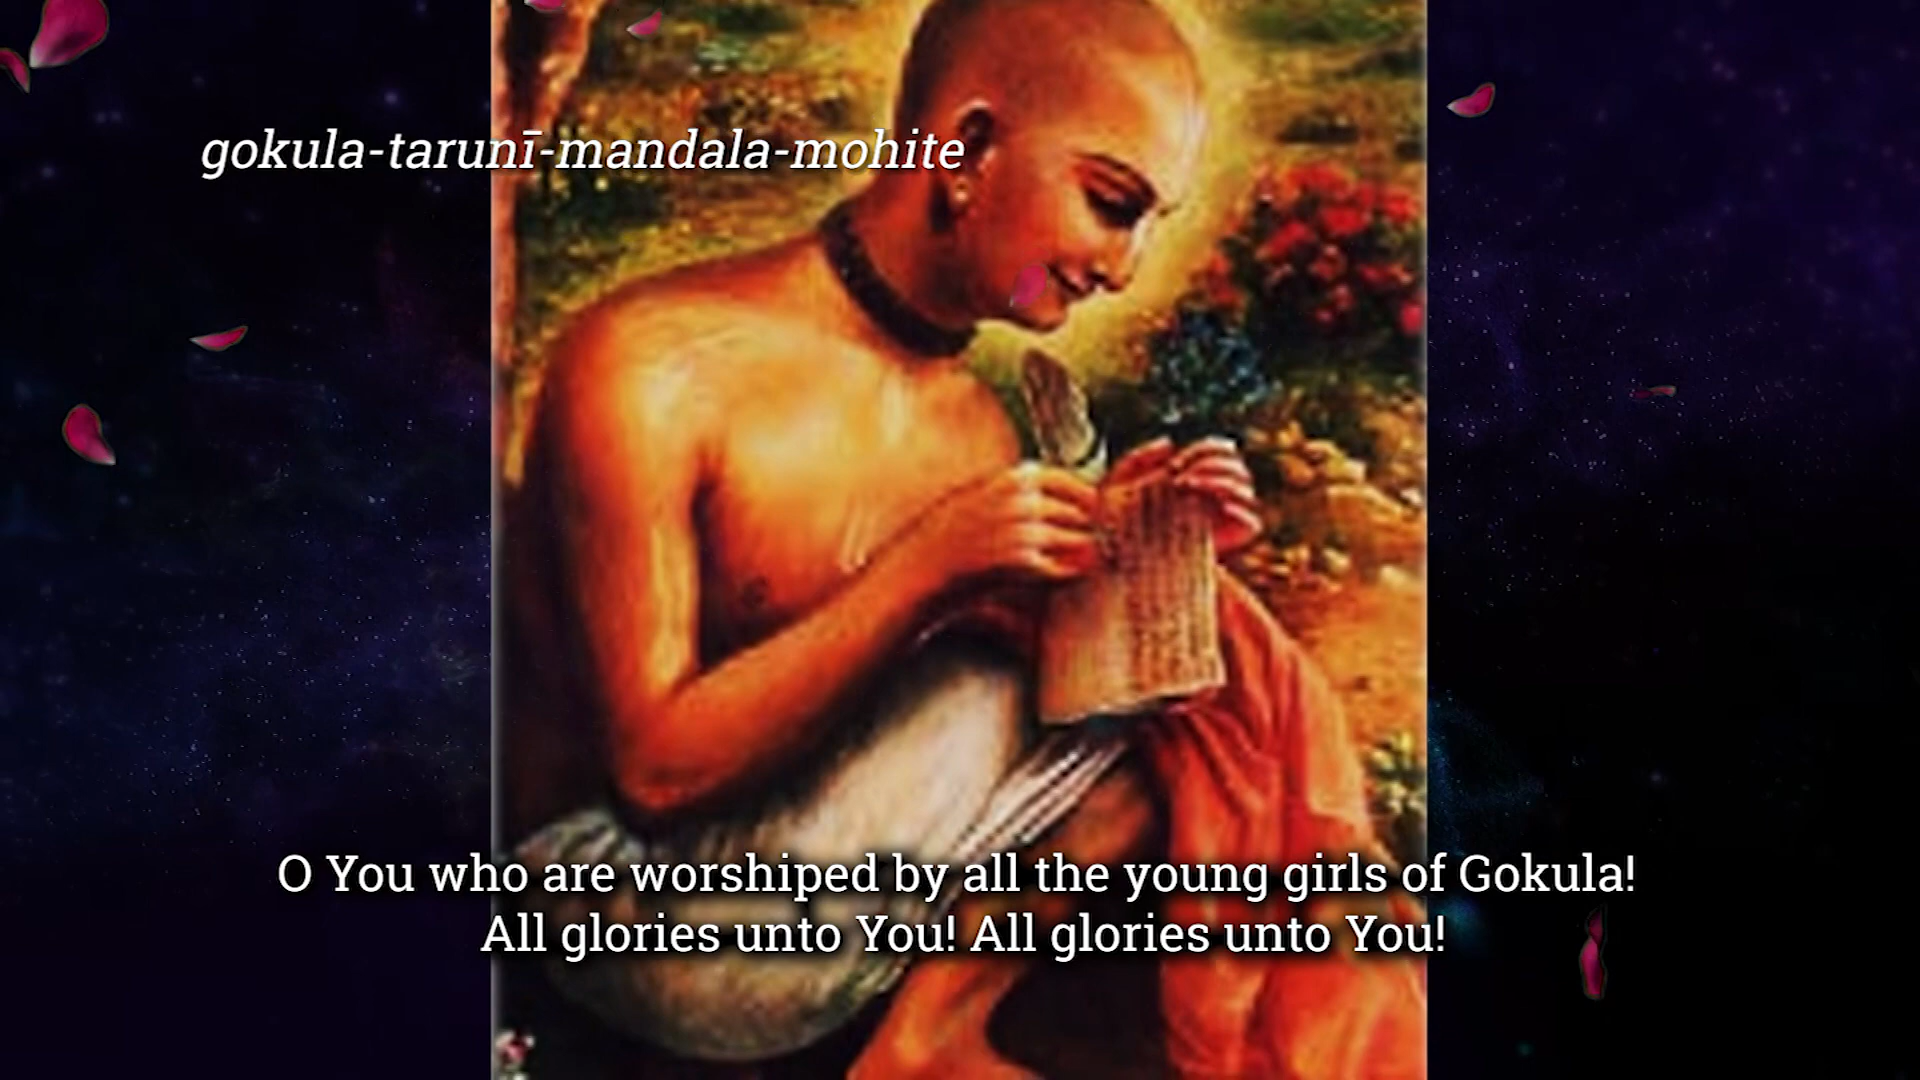 gokula-taruṇī-mandala-mohite
O You who are worshiped by all the young girls of Gokula!
All glories unto You! All glories unto You!